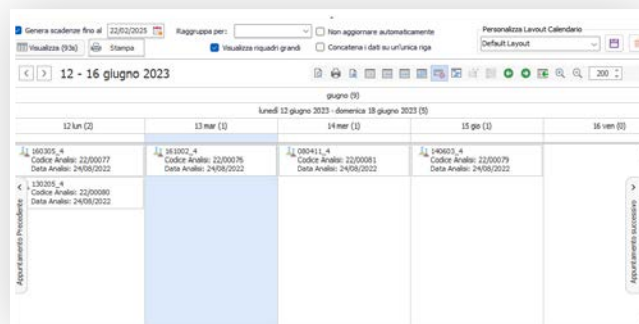 Genera scadenze fino al 22/02/2025 Raggruppa per: Non aggiornare automaticamente Personalizza Layout Calendario
Visualizza (93s) Stampa Visualizza riquadri grandi Concatena i dati su un'unica riga Default Layout
12 - 16 giugno 2023 200
giugno (9)
lunedì 12 giugno 2023 - domenica 18 giugno 2023 (5)
12 lun (2) 13 mar (1) 14 mer (1) 15 gio (1) 16 ven (0)
160305_4 161002_4 080411_4 140603_4
Codice Analisi: 22/00077 Codice Analisi: 22/00076 Codice Analisi: 22/00081 Codice Analisi: 22/00079
Data Analisi: 24/08/2022 Data Analisi: 24/08/2022 Data Analisi: 24/08/2022 Data Analisi: 24/08/2022
130205_4
Codice Analisi: 22/00080
Data Analisi: 24/08/2022
Appuntamento Precedente
Appuntamento successivo